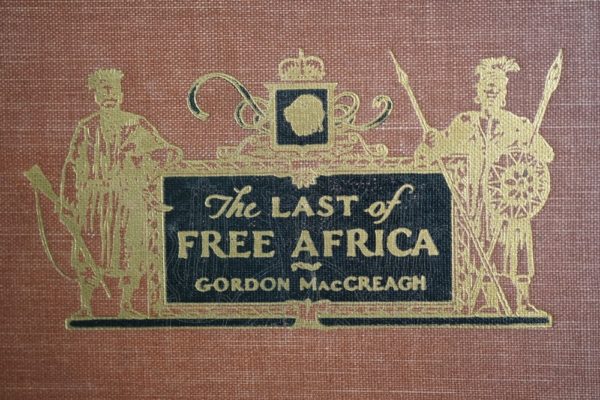 The LAST of
FREE AFRICA
GORDON MACCREAGH